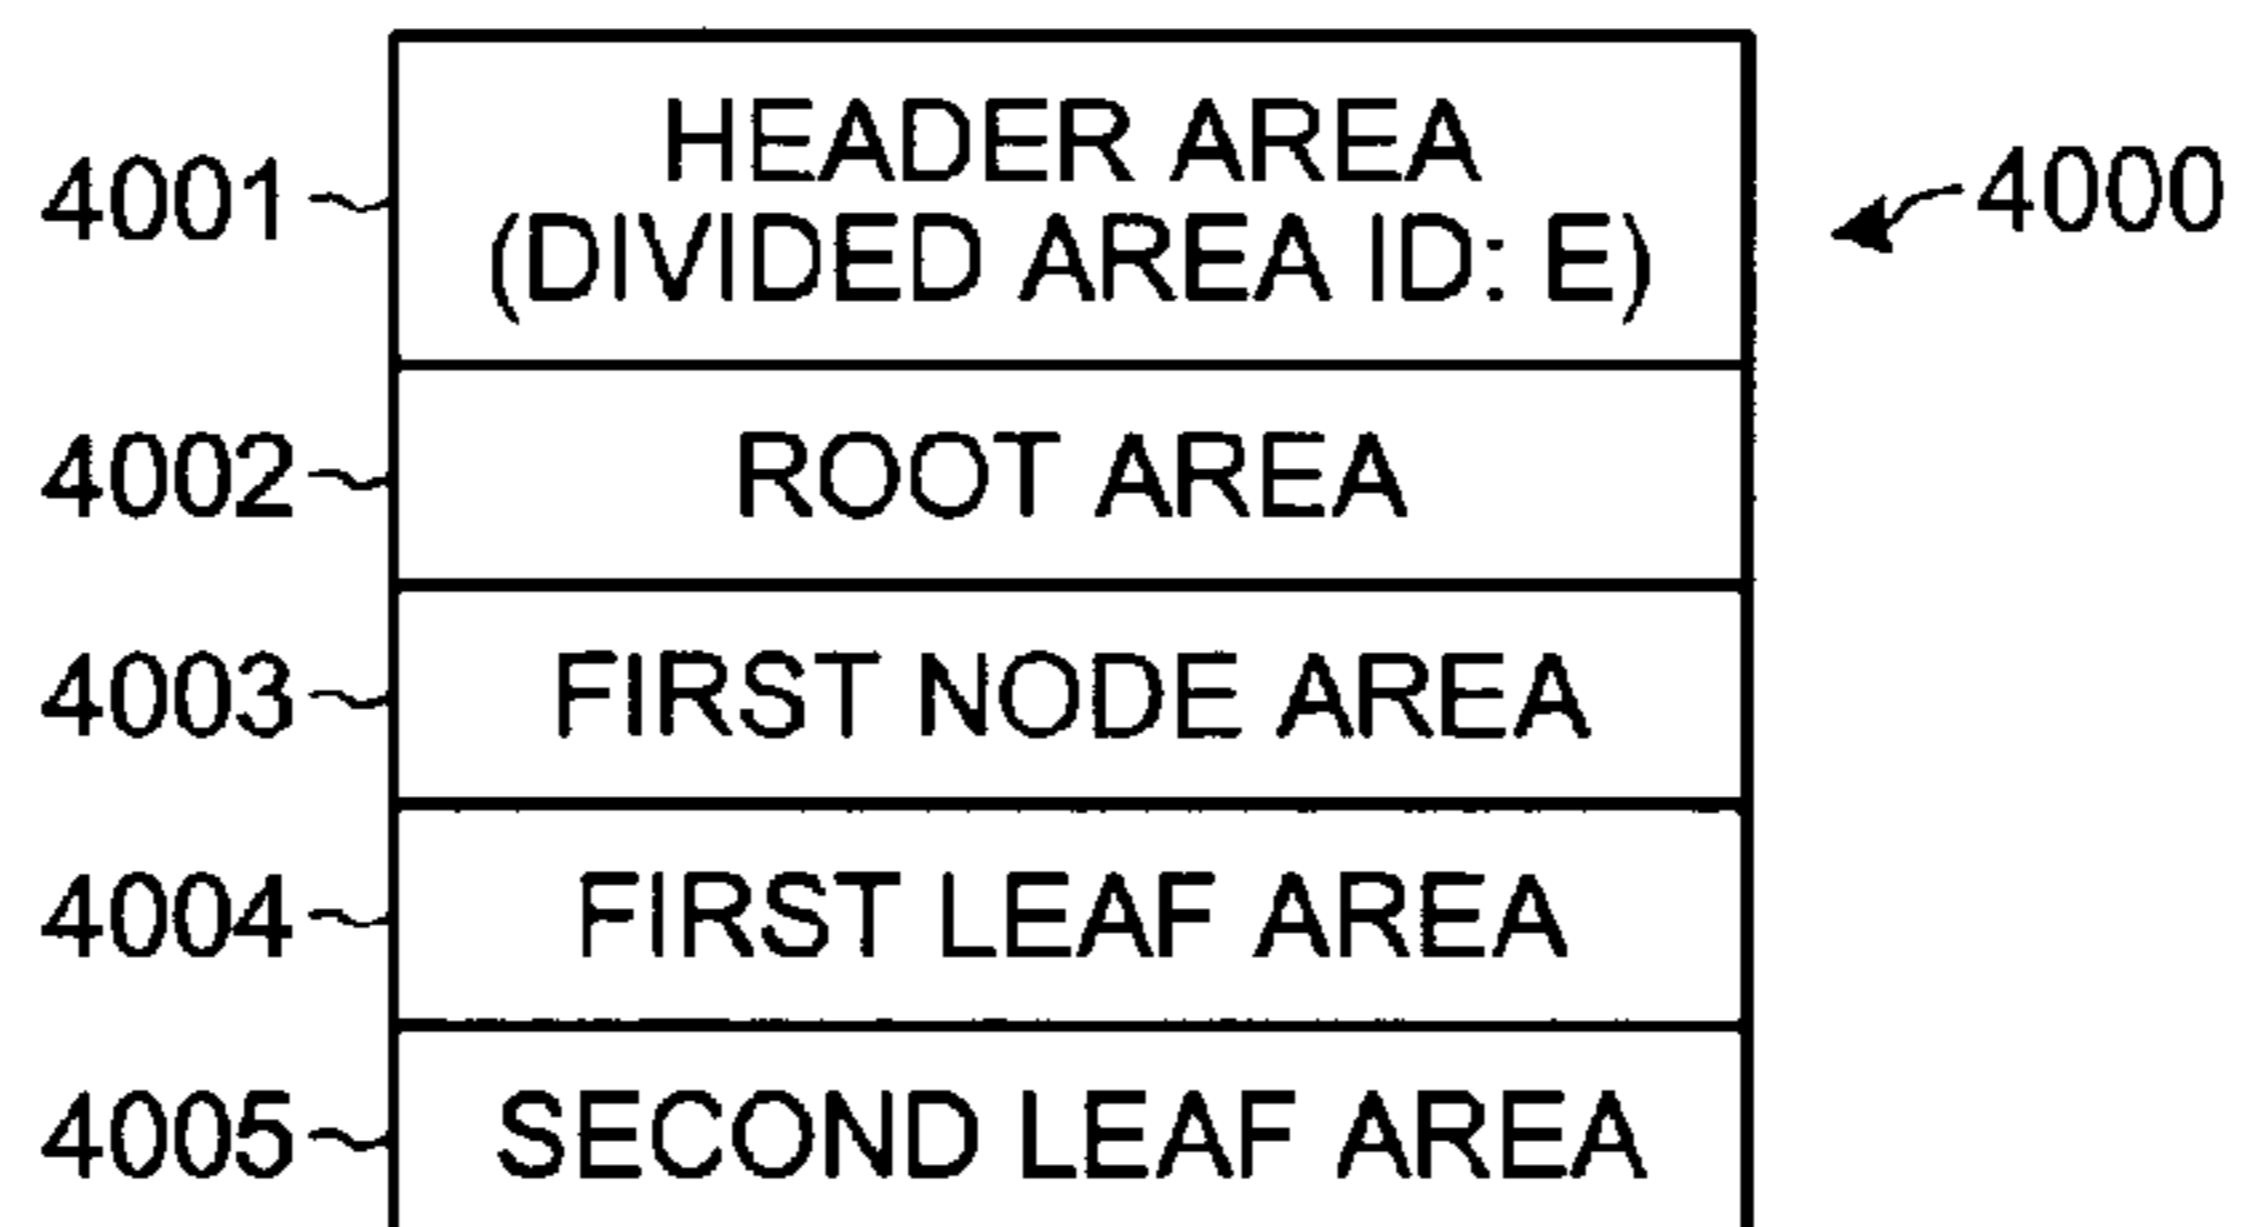 HEADER AREA
4001
(DIVIDED AREA ID: E)
4000
4002 ROOT AREA
4003 FIRST NODE AREA
4004 FIRST LEAF AREA
4005 SECOND LEAF AREA